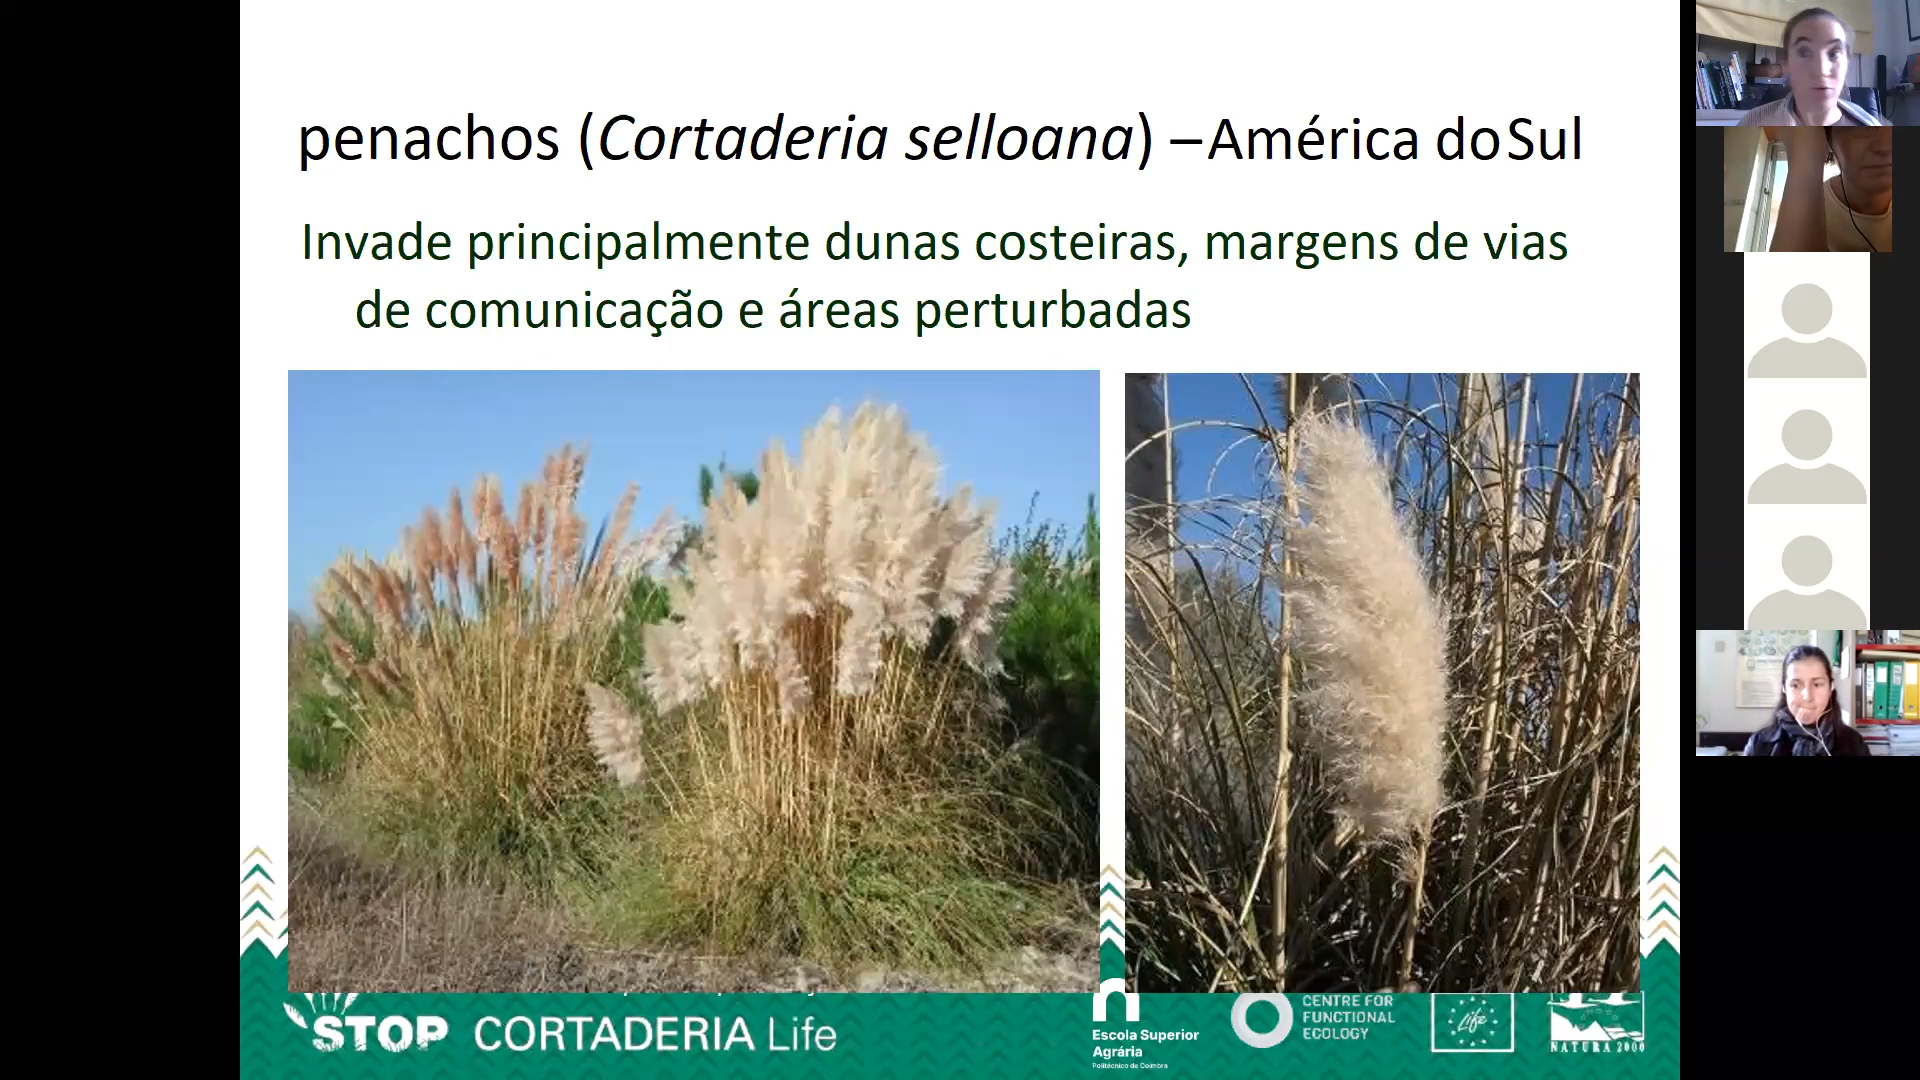 penachos (Cortaderia selloana) –América do Sul
Invade principalmente dunas costeiras, margens de vias
de comunicação e áreas perturbadas
STOP CORTADERIA Life
Escola Superior
Agrária
Politécnico de Coimbra
CENTRE FOR
FUNCTIONAL
ECOLOGY
Life
NATURA 2000